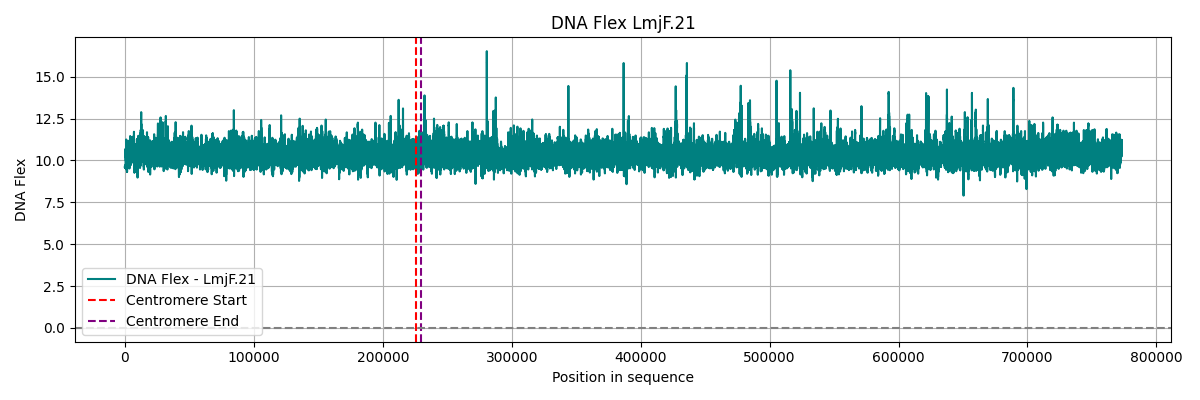 DNA Flex LmjF.21
DNA Flex
15.0
12.5
10.0
7.5
5.0
2.5
0.0
DNA Flex - LmjF.21
Centromere Start
Centromere End
0
100000
200000
300000
400000
500000
600000
700000
800000
Position in sequence